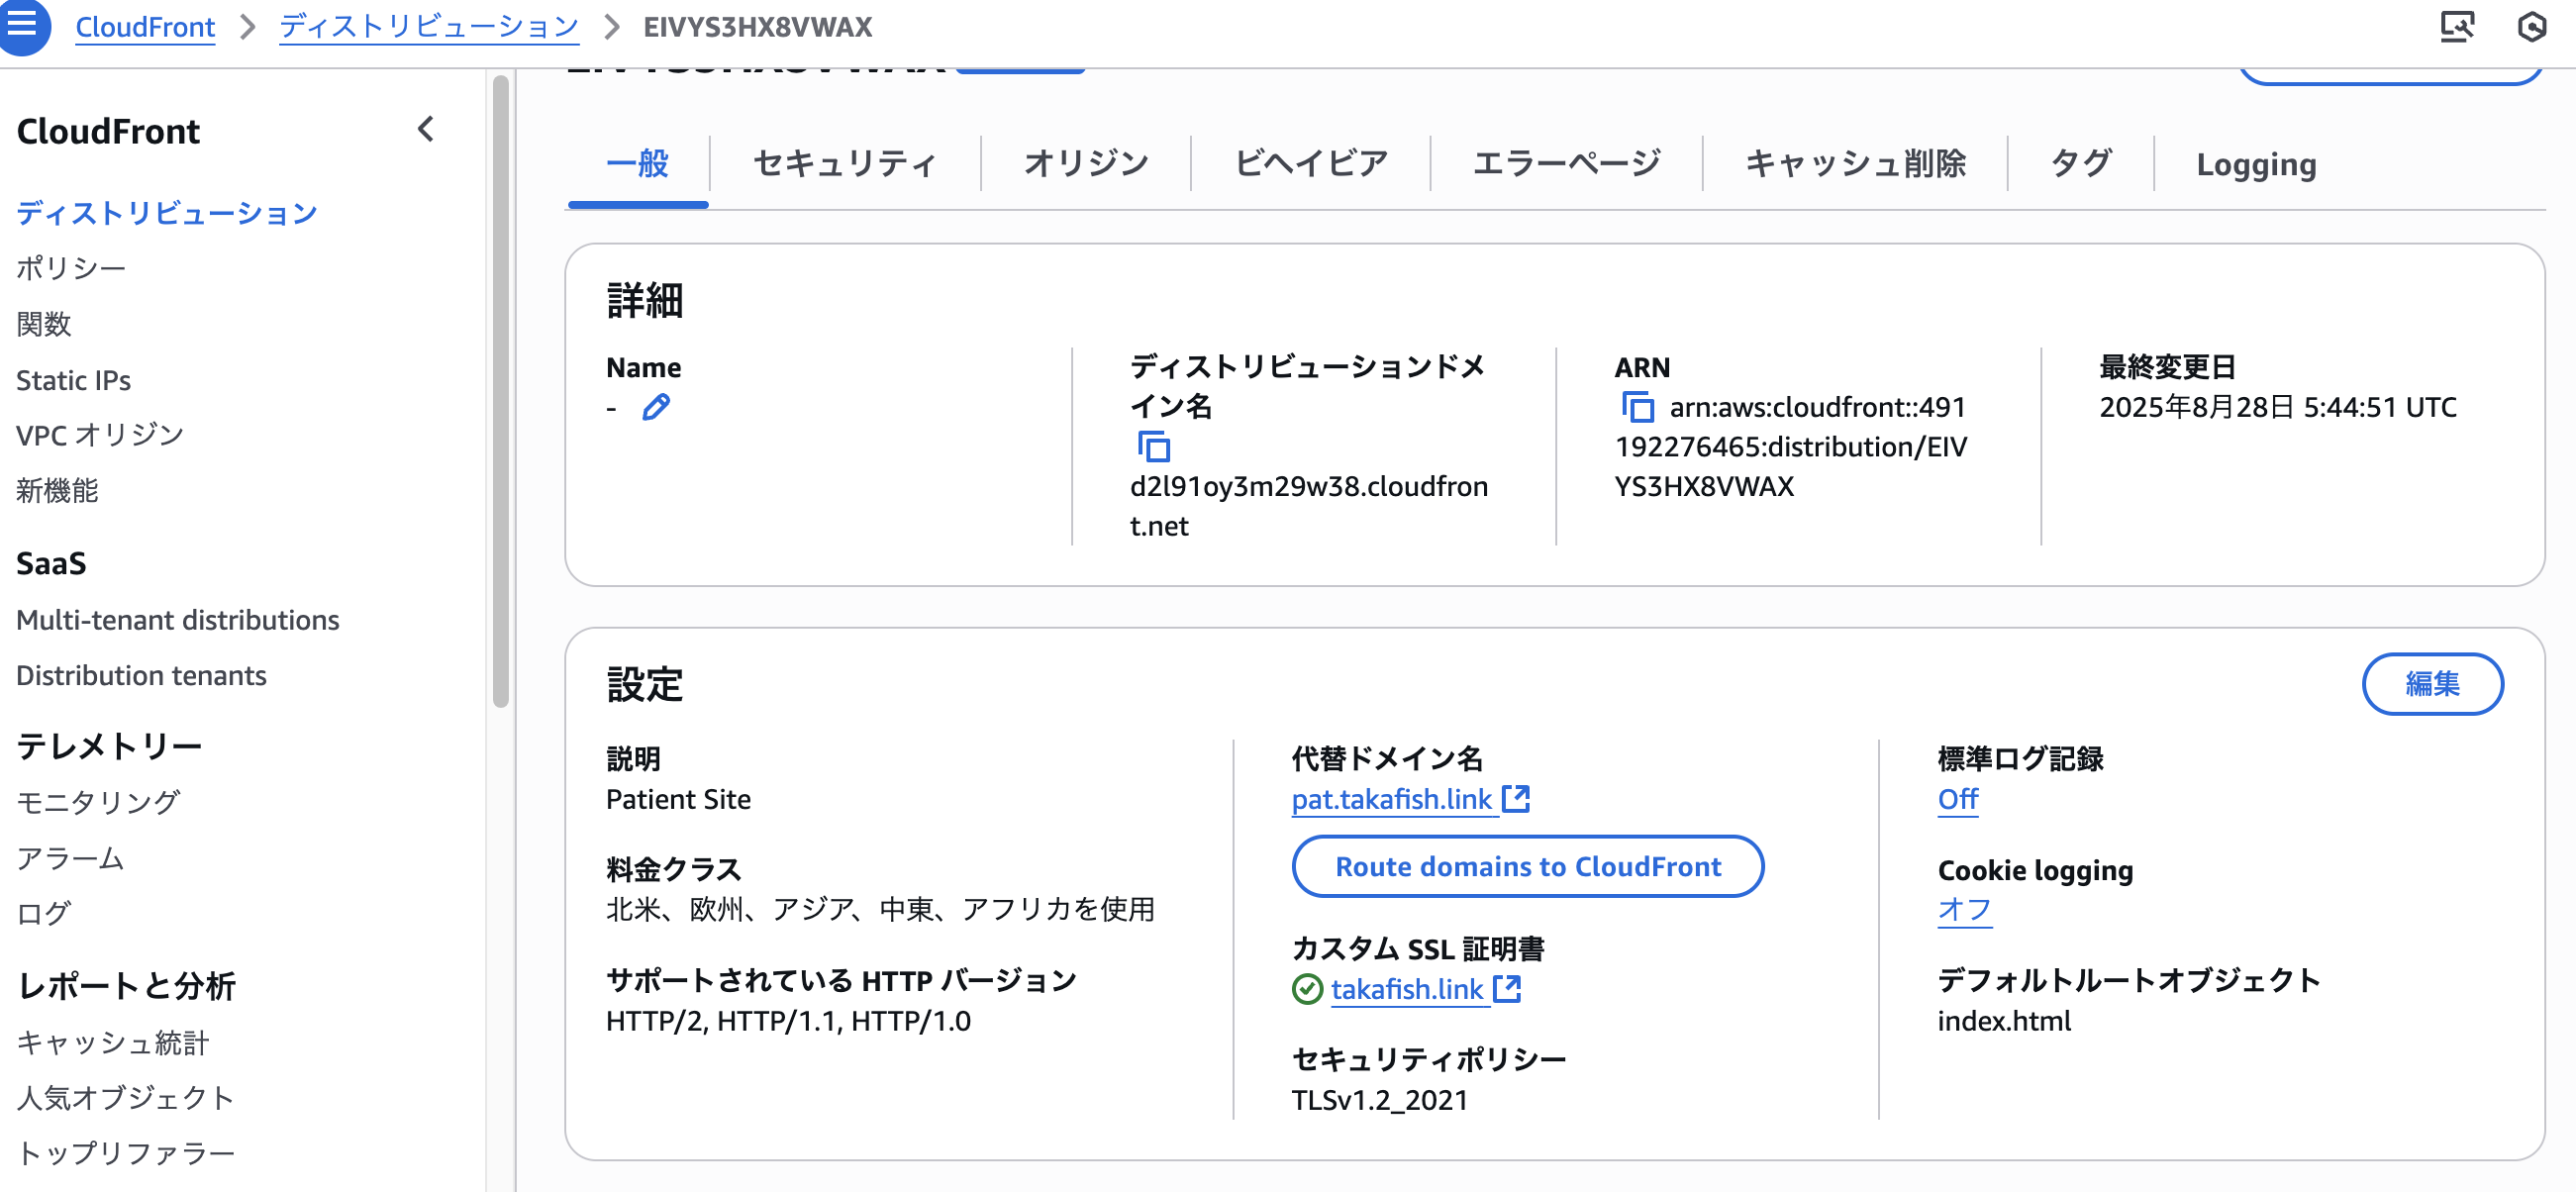 CloudFront
ディストリビューション
EIVYS3HX8VWAX
CloudFront
ディストリビューション
ポリシー
関数
Static IPs
VPC オリジン
新機能
SaaS
Multi-tenant distributions
Distribution tenants
テレメトリー
モニタリング
アラーム
ログ
レポートと分析
キャッシュ統計
人気オブジェクト
トップリファラー
一般
セキュリティ
オリジン
ビヘイビア
エラーページ
キャッシュ削除
タグ
Logging
詳細
Name
-
ディストリビューションドメ
イン名
d2l91oy3m29w38.cloudfron
t.net
ARN
arn:aws:cloudfront::491
192276465:distribution/EIV
YS3HX8VWAX
最終変更日
2025年8月28日 5:44:51 UTC
設定
編集
説明
Patient Site
料金クラス
北米、欧州、アジア、中東、アフリカを使用
サポートされている HTTP バージョン
HTTP/2, HTTP/1.1, HTTP/1.0
代替ドメイン名
pat.takafish.link
Route domains to CloudFront
カスタム SSL 証明書
takafish.link
セキュリティポリシー
TLSv1.2_2021
標準ログ記録
Off
Cookie logging
オフ
デフォルトルートオブジェクト
index.html